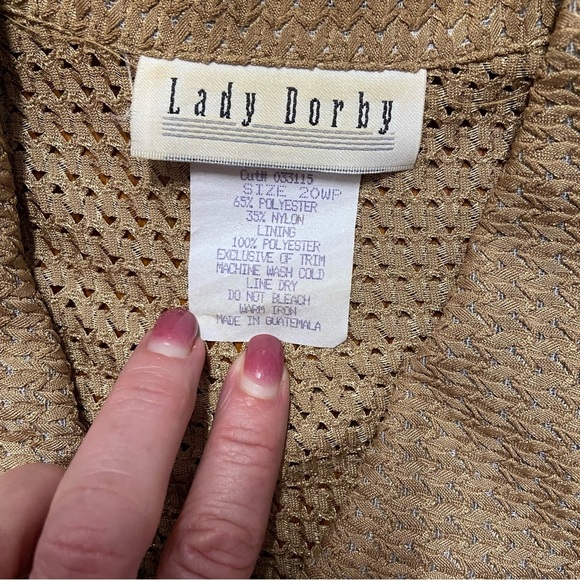 Lady Dorby
Cut# 033115
SIZE 20WP
65% POLYESTER
35% NYLON
LINING
100% POLYESTER
EXCLUSIVE OF TRIM
MACHINE WASH COLD
LINE DRY
DO NOT BLEACH
WARM IRON
MADE IN GUATEMALA